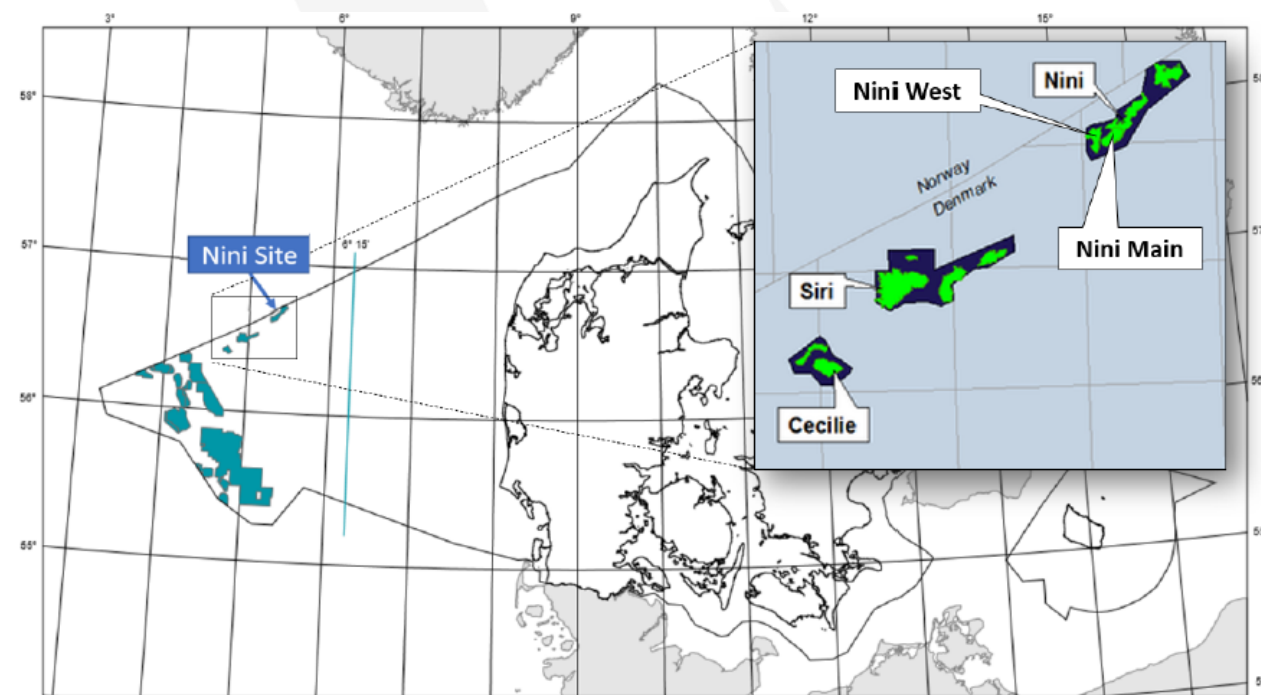 3°
6°
9°
12°
15°
58°
57°
56°
55°
6° 15'
Nini Site
Nini West
Nini
Norway
Denmark
Nini Main
Siri
Cecilie